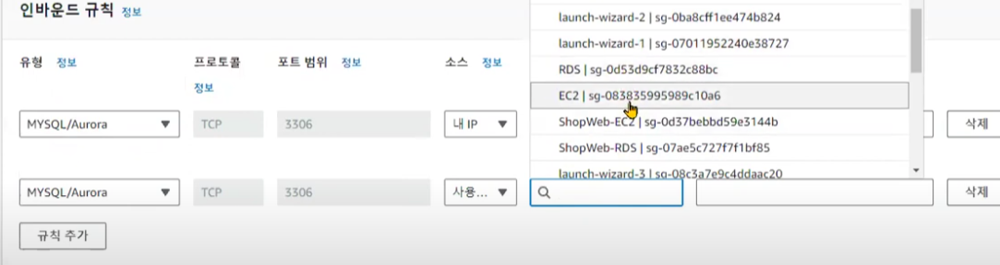 인바운드 규칙 정보
launch-wizard-2 | sg-0ba8cff1ee474b824
launch-wizard-1 | sg-07011952240e38727
RDS | sg-0d53d9cf7832c88bc
EC2 | sg-083835995989c10a6
ShopWeb-EC2 | sg-0d37bebbd59e3144b
ShopWeb-RDS | sg-07ae5c727f7f1bf85
launch-wizard-3 | sg-08c3a7e9c4ddaac20
유형 정보 프로토콜 정보 포트 범위 정보 소스 정보
MYSQL/Aurora TCP 3306 내 IP 삭제
MYSQL/Aurora TCP 3306 사용... 삭제
규칙 추가